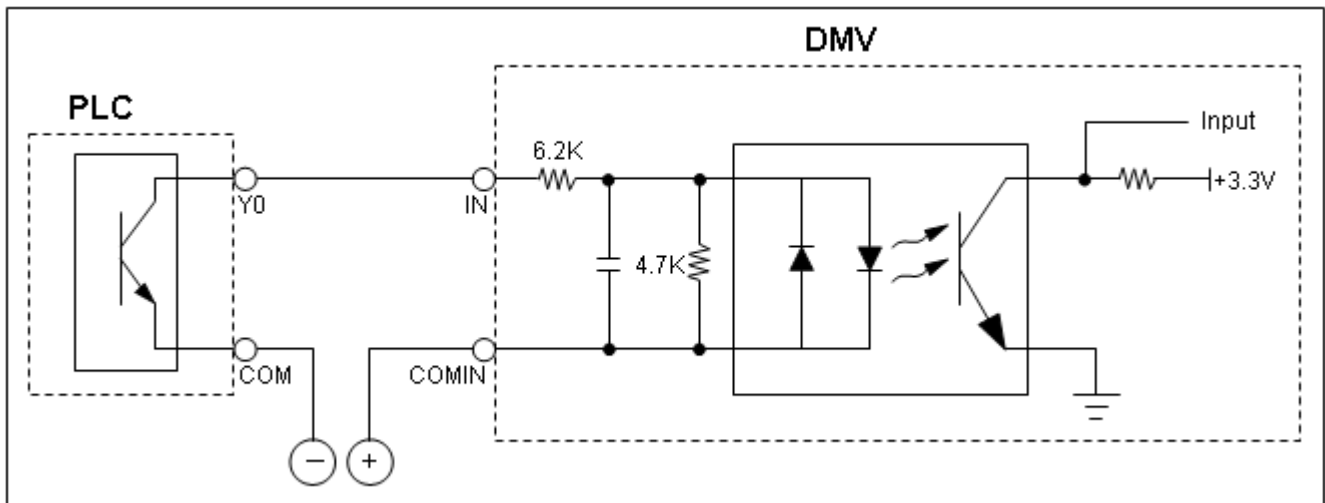 DMV
PLC
Input
6.2K
+3.3V
Y0
IN
4.7K
COM
COMIN
− +